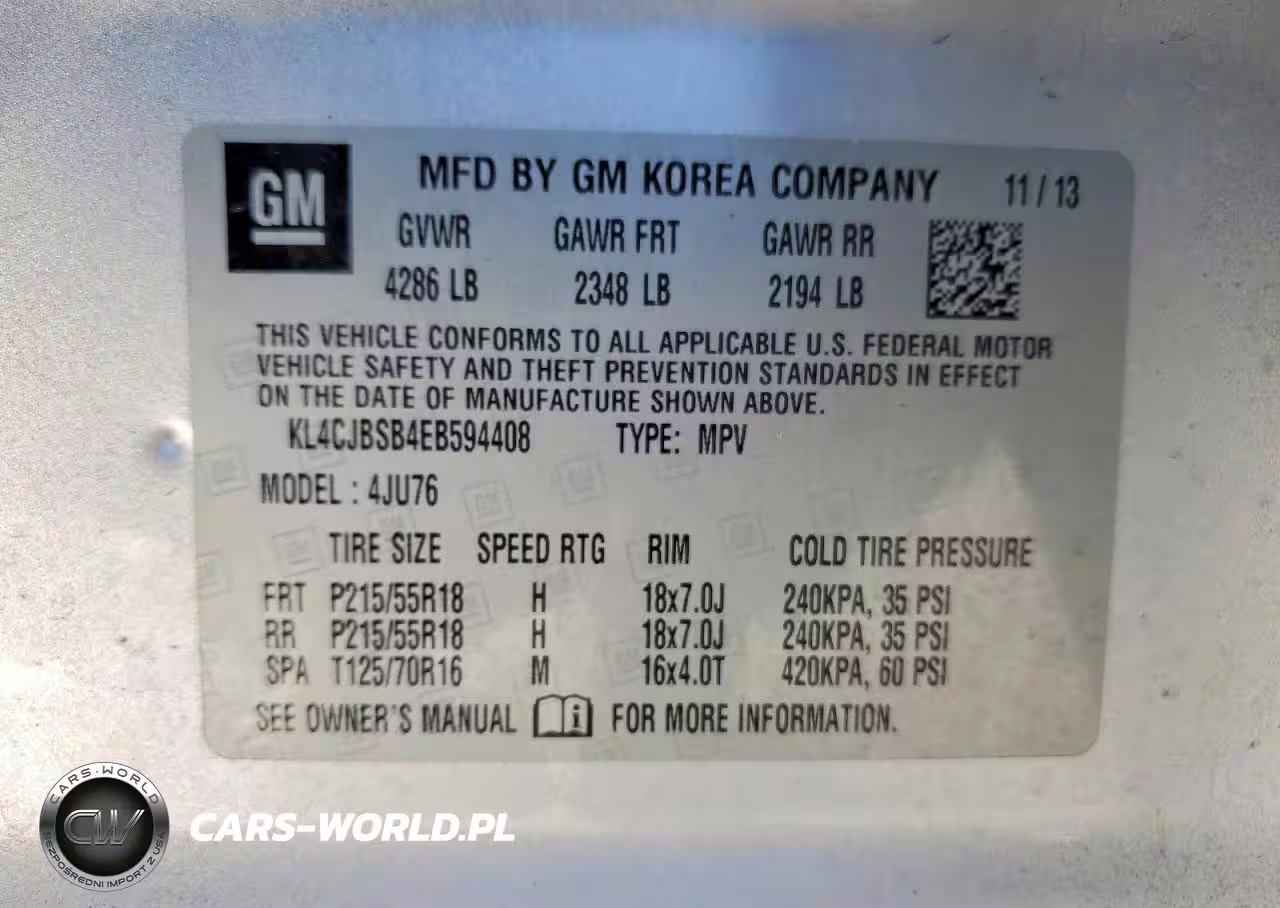 GM
MFD BY GM KOREA COMPANY 11 / 13
GVWR GAWR FRT GAWR RR
4286 LB 2348 LB 2194 LB
THIS VEHICLE CONFORMS TO ALL APPLICABLE U.S. FEDERAL MOTOR
VEHICLE SAFETY AND THEFT PREVENTION STANDARDS IN EFFECT
ON THE DATE OF MANUFACTURE SHOWN ABOVE.
KL4CJBSB4EB594408 TYPE: MPV
MODEL : 4JU76
TIRE SIZE SPEED RTG RIM COLD TIRE PRESSURE
FRT P215/55R18 H 18x7.0J 240KPA, 35 PSI
RR P215/55R18 H 18x7.0J 240KPA, 35 PSI
SPA T125/70R16 M 16x4.0T 420KPA, 60 PSI
SEE OWNER'S MANUAL i FOR MORE INFORMATION.
CARS-WORLD
CW
BEZPOŚREDNI IMPORT Z USA
CARS-WORLD.PL